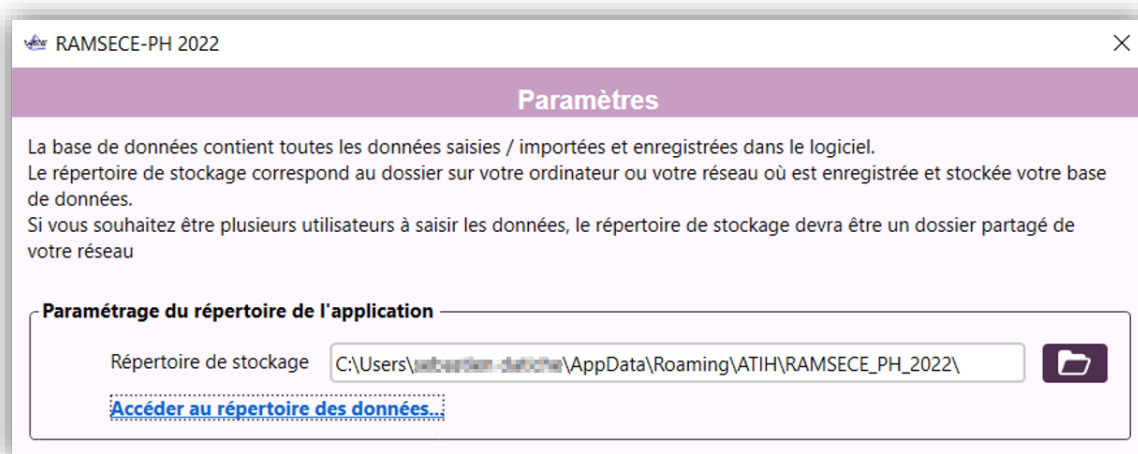 RAMSECE-PH 2022
Paramètres
La base de données contient toutes les données saisies / importées et enregistrées dans le logiciel.
Le répertoire de stockage correspond au dossier sur votre ordinateur ou votre réseau où est enregistrée et stockée votre base
de données.
Si vous souhaitez être plusieurs utilisateurs à saisir les données, le répertoire de stockage devra être un dossier partagé de
votre réseau
Paramétrage du répertoire de l'application
Répertoire de stockage C:\Users\ \AppData\Roaming\ATIH\RAMSECE_PH_2022\
Accéder au répertoire des données...